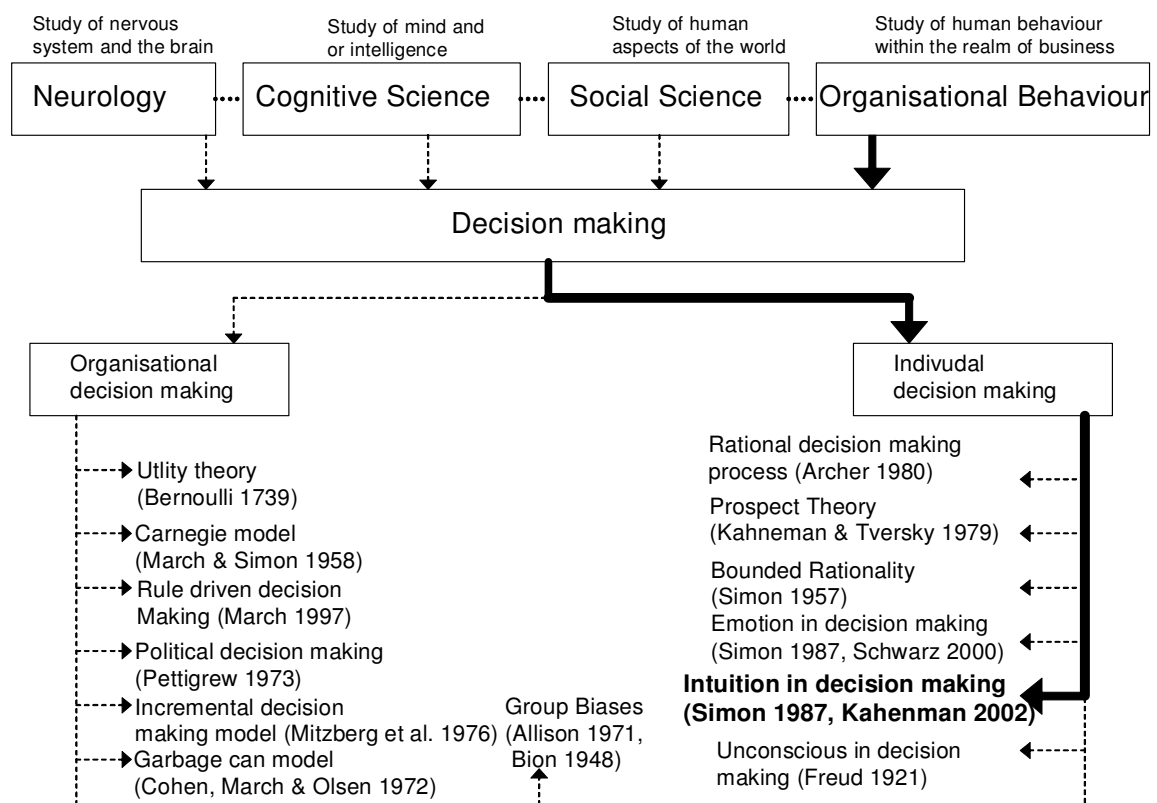 Study of nervous
system and the brain
Study of mind and
or intelligence
Study of human
aspects of the world
Study of human behaviour
within the realm of business
Neurology
Cognitive Science
Social Science
Organisational Behaviour
Decision making
Organisational
decision making
Indivudal
decision making
Utlity theory
(Bernoulli 1739)
Carnegie model
(March & Simon 1958)
Rule driven decision
Making (March 1997)
Political decision making
(Pettigrew 1973)
Incremental decision
making model (Mitzberg et al. 1976)
Garbage can model
(Cohen, March & Olsen 1972)
Group Biases
(Allison 1971,
Bion 1948)
Rational decision making
process (Archer 1980)
Prospect Theory
(Kahneman & Tversky 1979)
Bounded Rationality
(Simon 1957)
Emotion in decision making
(Simon 1987, Schwarz 2000)
Intuition in decision making
(Simon 1987, Kahenman 2002)
Unconscious in decision
making (Freud 1921)